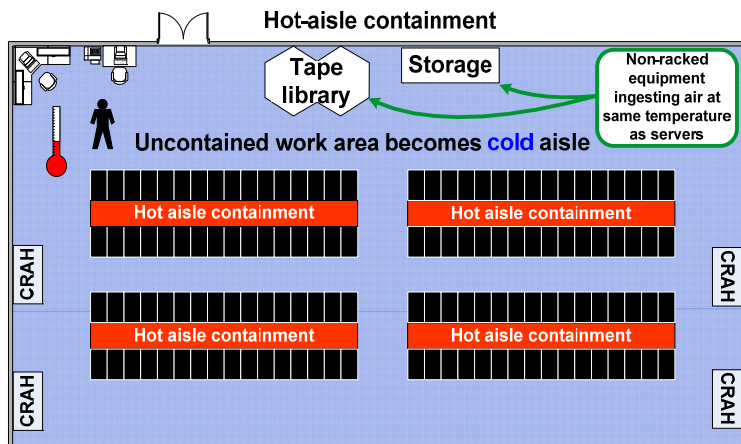 Hot-aisle containment
Tape
library
Storage
Non-racked
equipment
ingesting air at
same temperature
as servers
Uncontained work area becomes cold aisle
Hot aisle containment
Hot aisle containment
CRAH
CRAH
Hot aisle containment
Hot aisle containment
CRAH
CRAH